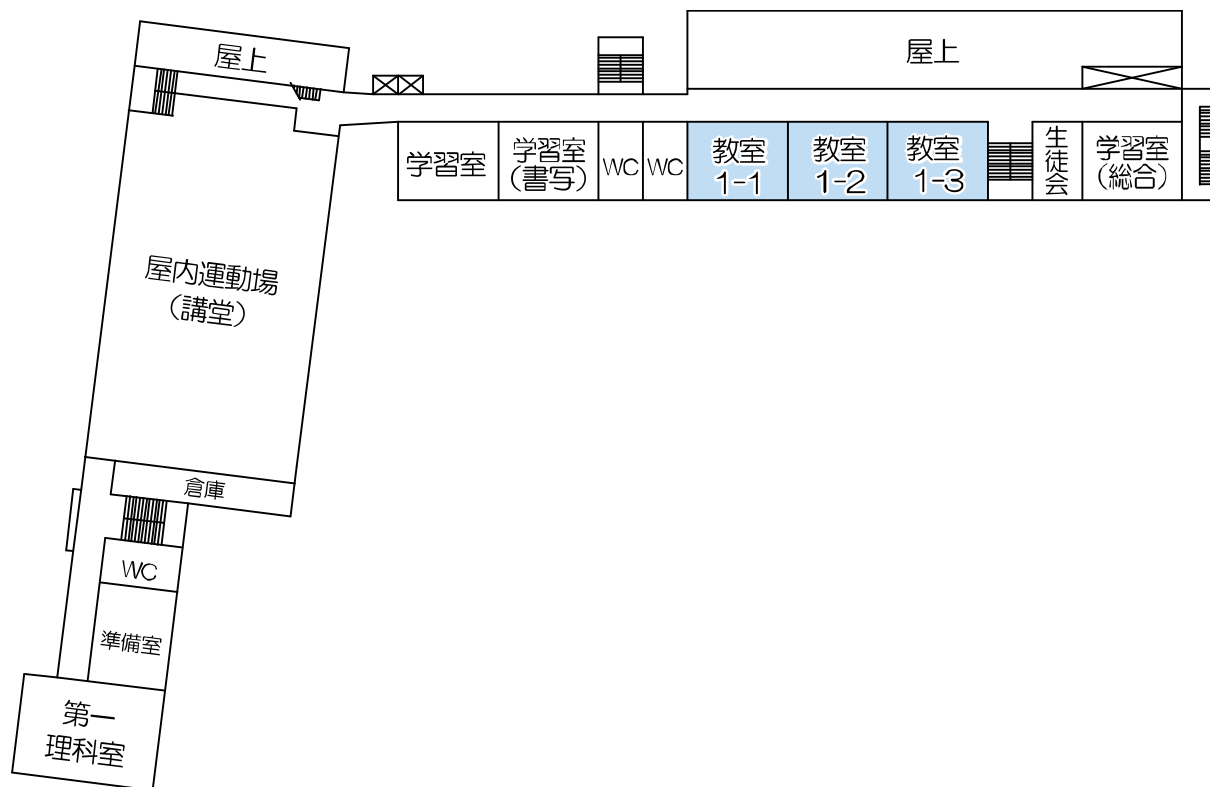 屋上
屋上
学習室
学習室
（書写）
WC
WC
教室
1-1
教室
1-2
教室
1-3
生徒会
学習室
（総合）
屋内運動場
（講堂）
倉庫
WC
準備室
第一
理科室